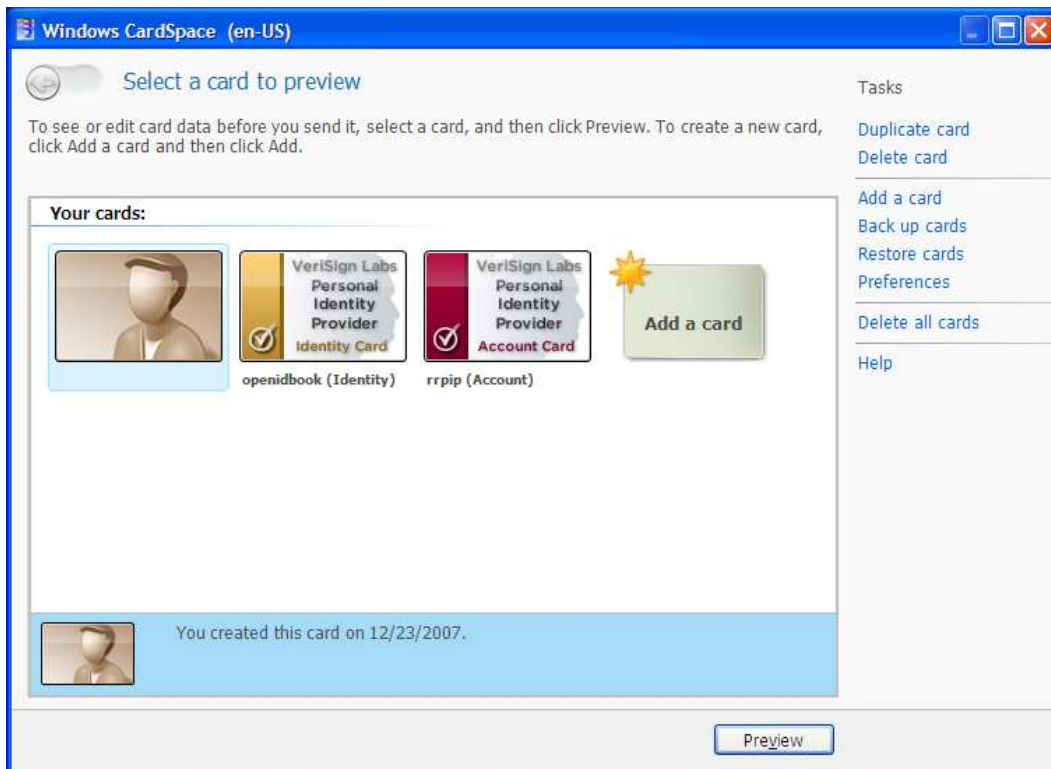 Windows CardSpace (en-US)
Select a card to preview
To see or edit card data before you send it, select a card, and then click Preview. To create a new card,
click Add a card and then click Add.
Your cards:
VeriSign Labs
Personal
Identity
Provider
Identity Card
openidbook (Identity)
VeriSign Labs
Personal
Identity
Provider
Account Card
rrpip (Account)
Add a card
You created this card on 12/23/2007.
Preview
Tasks
Duplicate card
Delete card
Add a card
Back up cards
Restore cards
Preferences
Delete all cards
Help